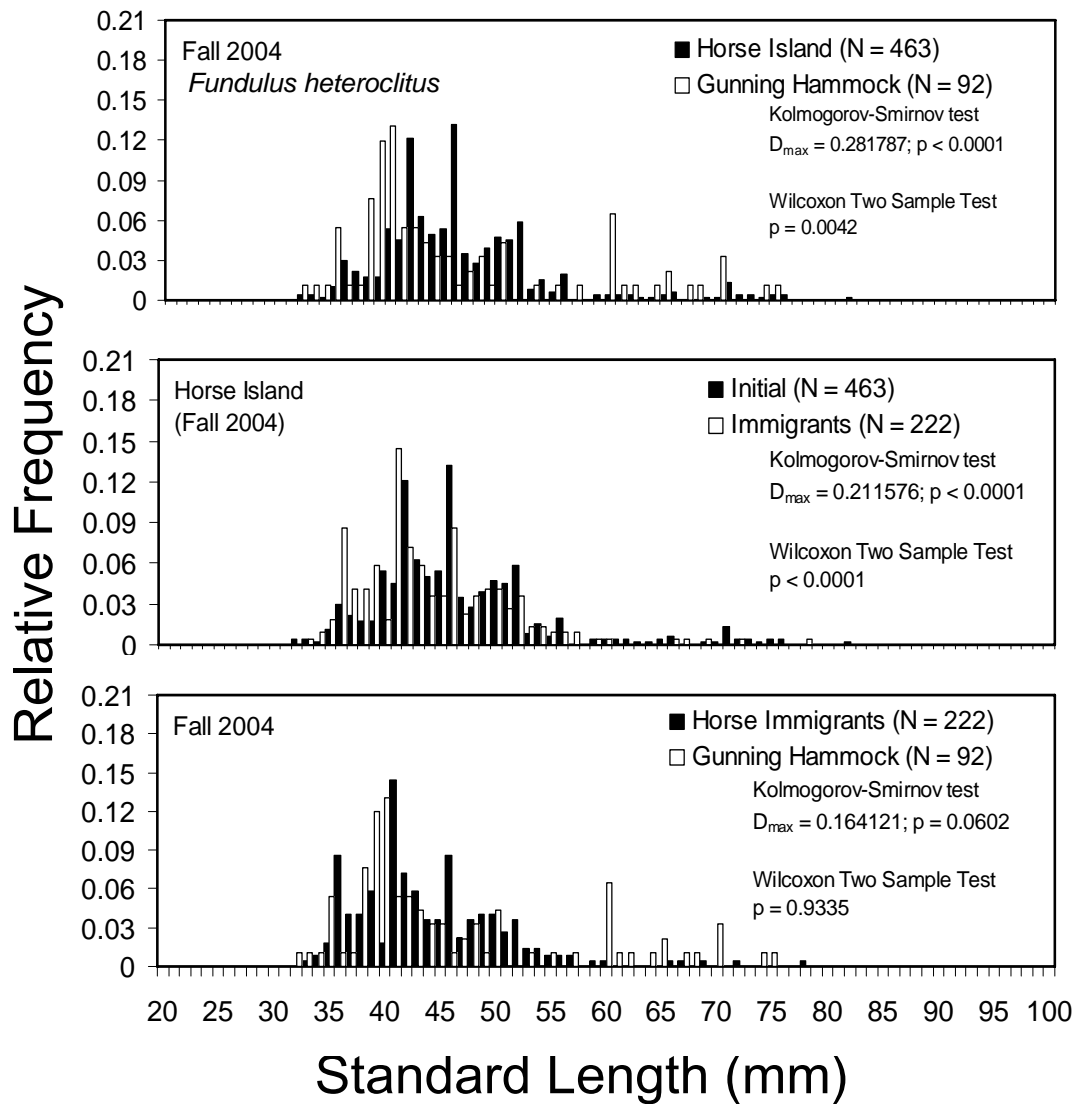 Relative Frequency
0.21
0.18
0.15
0.12
0.09
0.06
0.03
0
Fall 2004
Fundulus heteroclitus
Horse Island (N = 463)
Gunning Hammock (N = 92)
Kolmogorov-Smirnov test
Dmax = 0.281787; p < 0.0001
Wilcoxon Two Sample Test
p = 0.0042
0.21
0.18
0.15
0.12
0.09
0.06
0.03
0
Horse Island
(Fall 2004)
Initial (N = 463)
Immigrants (N = 222)
Kolmogorov-Smirnov test
Dmax = 0.211576; p < 0.0001
Wilcoxon Two Sample Test
p < 0.0001
0.21
0.18
0.15
0.12
0.09
0.06
0.03
0
Fall 2004
Horse Immigrants (N = 222)
Gunning Hammock (N = 92)
Kolmogorov-Smirnov test
Dmax = 0.164121; p = 0.0602
Wilcoxon Two Sample Test
p = 0.9335
20 25 30 35 40 45 50 55 60 65 70 75 80 85 90 95 100
Standard Length (mm)